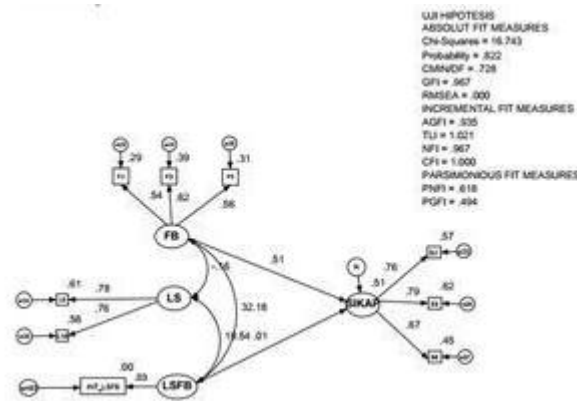 UJI HIPOTESIS
ABSOLUT FIT MEASURES
Chi-Squares = 16.743
Probability = .822
CMIN/DF = .728
GFI = .967
RMSEA = .000
INCREMENTAL FIT MEASURES
AGFI = .935
TLI = 1.021
NFI = .967
CFI = 1.000
PARSIMONIOUS FIT MEASURES
PNFI = .618
PGFI = .494
.29
.39
.31
.54
.62
.56
FB
.51
.57
.76
.51
SIKAP
.79
.62
.67
.45
.61
.78
LS
.58
.76
32.18
.01
.00
.03
LSFB